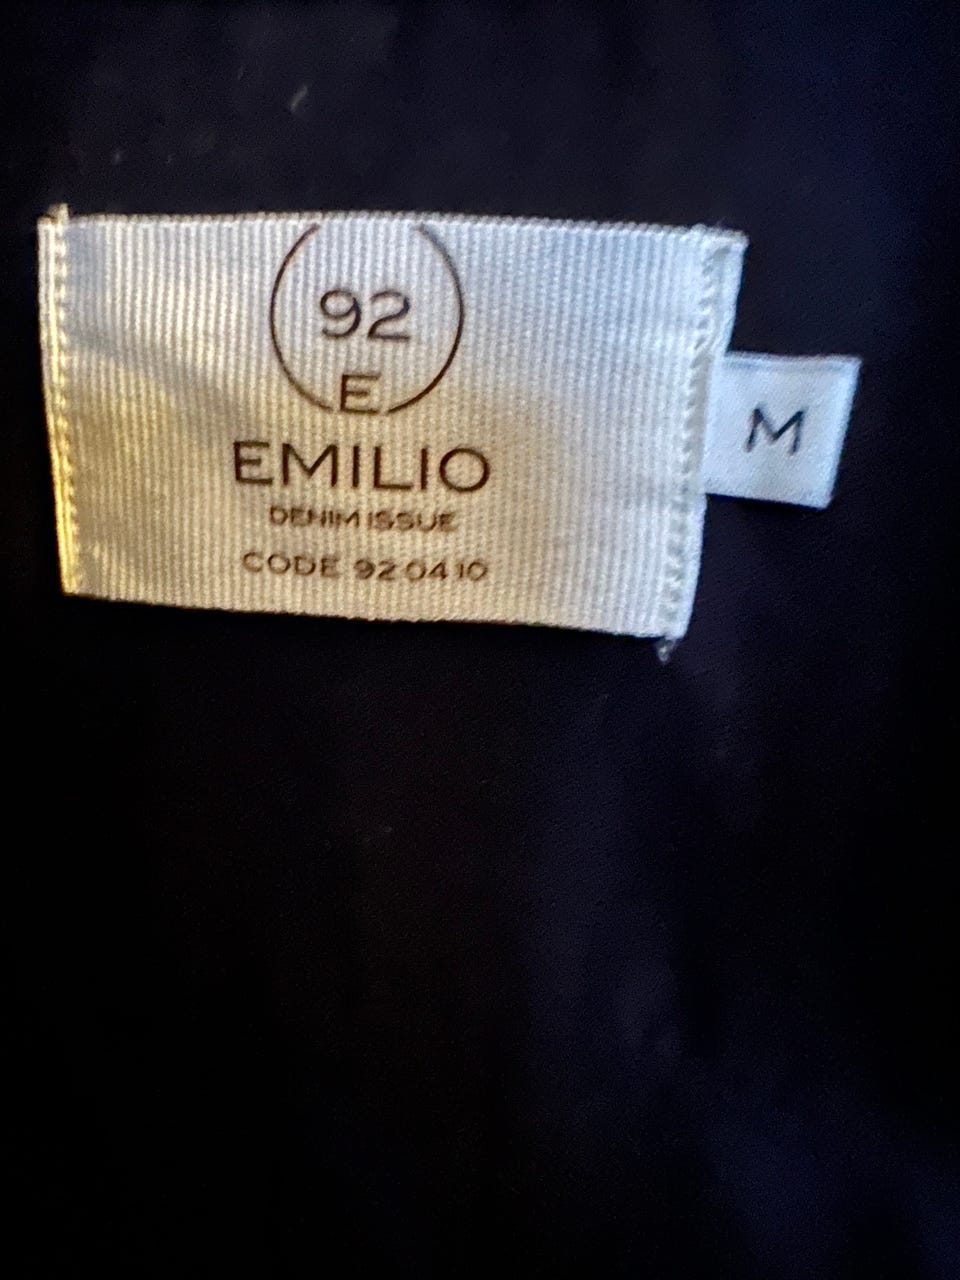 92
E
EMILIO
DENIM ISSUE
CODE 92 04 10
M